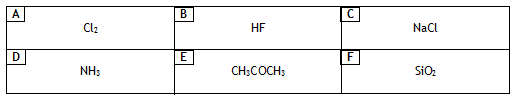 A B C
Cl₂ HF NaCl
D E F
NH₃ CH₃COCH₃ SiO₂